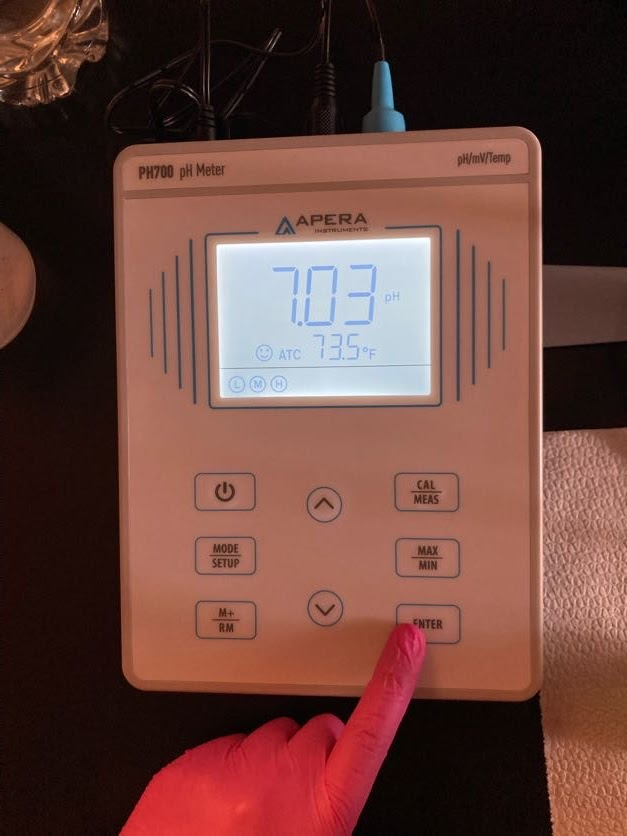 PH700 pH Meter
pH/mV/Temp
APERA
INSTRUMENTS
7.03 pH
ATC 73.5°F
L M H
CAL
MEAS
MODE
SETUP
MAX
MIN
M+
RM
ENTER